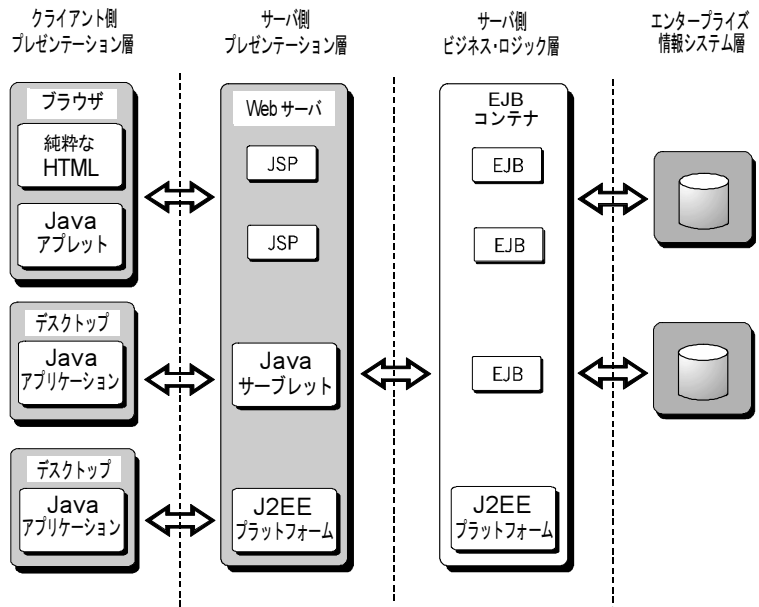 クライアント側
プレゼンテーション層
サーバ側
プレゼンテーション層
サーバ側
ビジネス・ロジック層
エンタープライズ
情報システム層
ブラウザ
純粋な
HTML
Java
アプレット
デスクトップ
Java
アプリケーション
デスクトップ
Java
アプリケーション
Web サーバ
JSP
JSP
Java
サーブレット
J2EE
プラットフォーム
EJB
コンテナ
EJB
EJB
EJB
J2EE
プラットフォーム